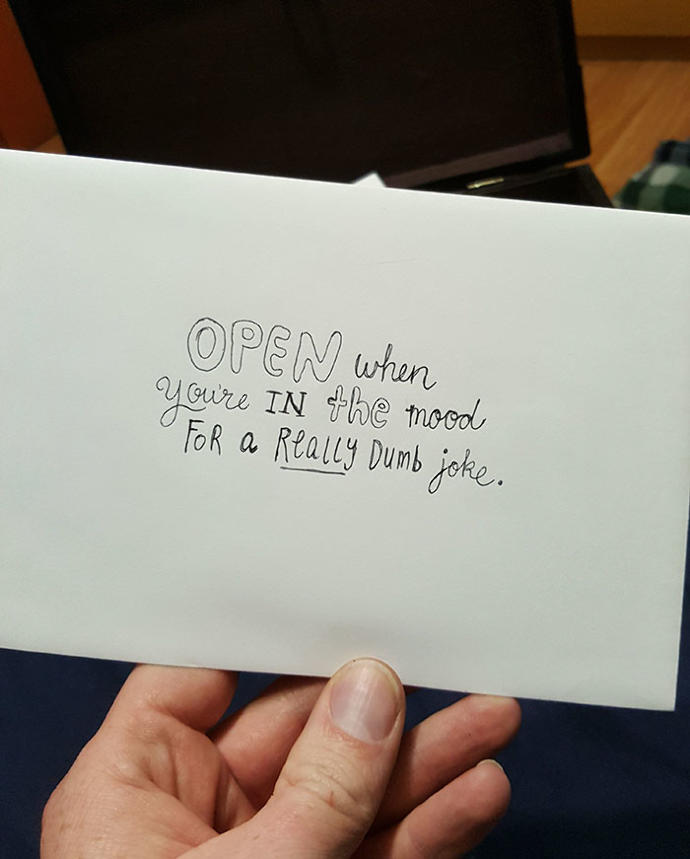 OPEN when
You're IN the mood
FOR a Really Dumb joke.